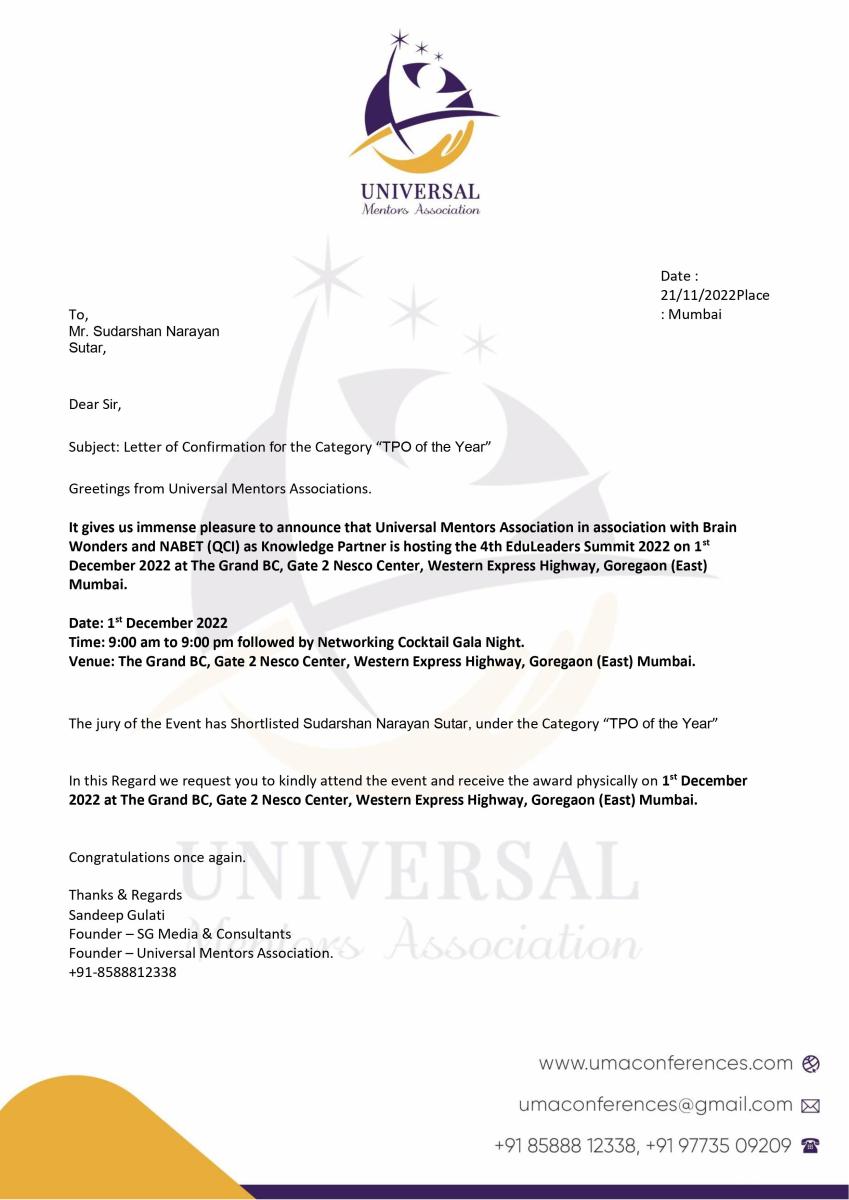 UNIVERSAL
Mentors Association
Date :
21/11/2022Place
: Mumbai
To,
Mr. Sudarshan Narayan
Sutar,
Dear Sir,
Subject: Letter of Confirmation for the Category “TPO of the Year”
Greetings from Universal Mentors Associations.
It gives us immense pleasure to announce that Universal Mentors Association in association with Brain
Wonders and NABET (QCI) as Knowledge Partner is hosting the 4th EduLeaders Summit 2022 on 1st
December 2022 at The Grand BC, Gate 2 Nesco Center, Western Express Highway, Goregaon (East)
Mumbai.
Date: 1st December 2022
Time: 9:00 am to 9:00 pm followed by Networking Cocktail Gala Night.
Venue: The Grand BC, Gate 2 Nesco Center, Western Express Highway, Goregaon (East) Mumbai.
The jury of the Event has Shortlisted Sudarshan Narayan Sutar, under the Category “TPO of the Year”
In this Regard we request you to kindly attend the event and receive the award physically on 1st December
2022 at The Grand BC, Gate 2 Nesco Center, Western Express Highway, Goregaon (East) Mumbai.
Congratulations once again.
UNIVERSAL
Mentors Association
Thanks & Regards
Sandeep Gulati
Founder – SG Media & Consultants
Founder – Universal Mentors Association.
+91-8588812338
www.umaconferences.com
umaconferences@gmail.com
+91 85888 12338, +91 97735 09209